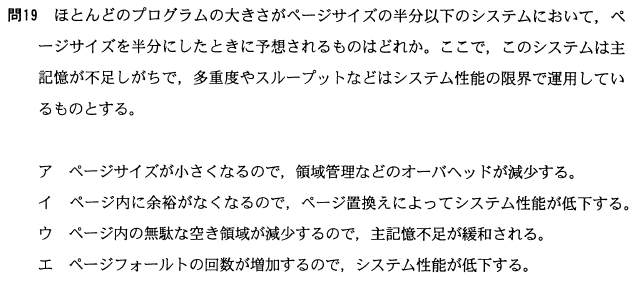 問19 ほとんどのプログラムの大きさがページサイズの半分以下のシステムにおいて，ペ
ージサイズを半分にしたときに予想されるものはどれか。ここで，このシステムは主
記憶が不足しがちで，多重度やスループットなどはシステム性能の限界で運用してい
るものとする。
ア ページサイズが小さくなるので，領域管理などのオーバヘッドが減少する。
イ ページ内に余裕がなくなるので，ページ置換えによってシステム性能が低下する。
ウ ページ内の無駄な空き領域が減少するので，主記憶不足が緩和される。
エ ページフォールトの回数が増加するので，システム性能が低下する。